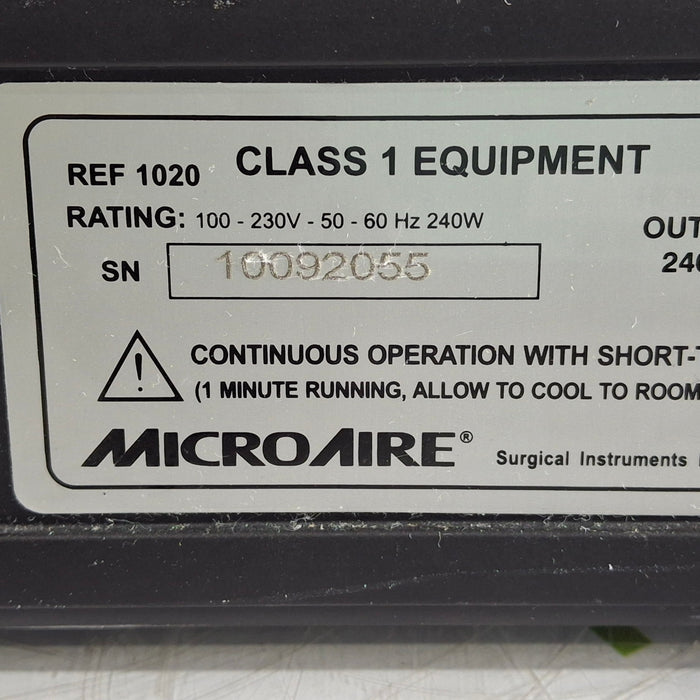 REF 1020 CLASS 1 EQUIPMENT
RATING: 100 - 230V - 50 - 60 Hz 240W
OUT
SN 10092055
240
CONTINUOUS OPERATION WITH SHORT-T
(1 MINUTE RUNNING, ALLOW TO COOL TO ROOM
MICROAIRE® Surgical Instruments